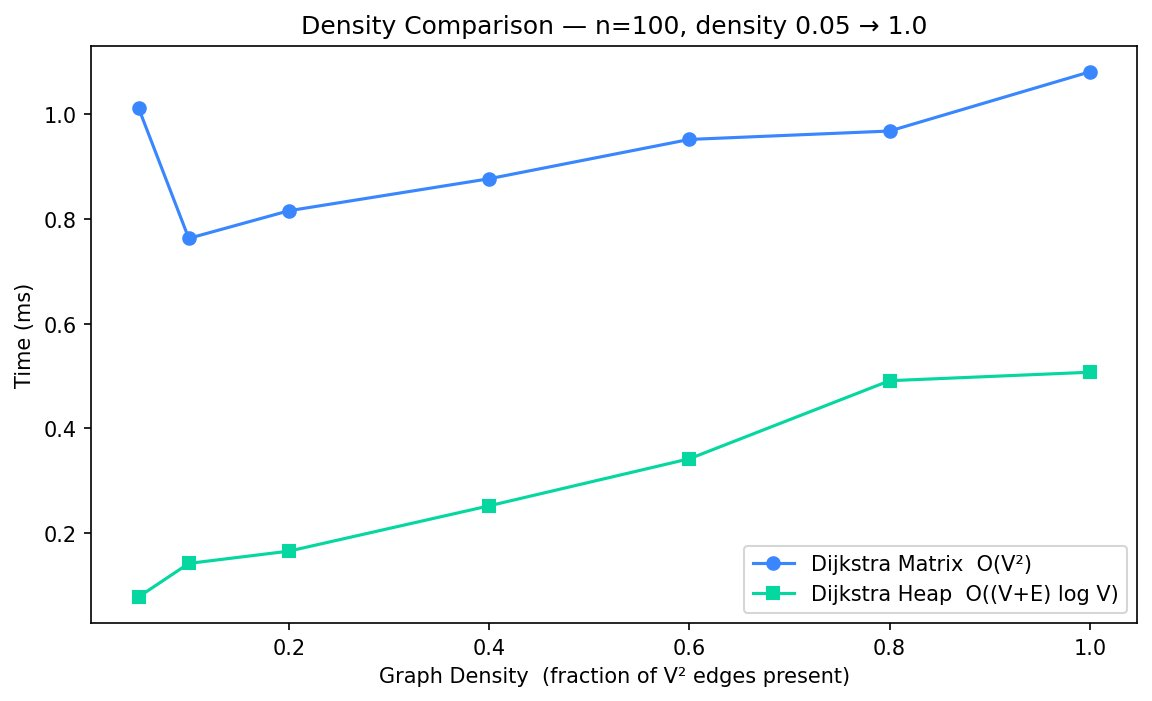 Density Comparison — n=100, density 0.05 → 1.0
Time (ms)
1.0
0.8
0.6
0.4
0.2
Dijkstra Matrix  O(V²)
Dijkstra Heap  O((V+E) log V)
0.2 0.4 0.6 0.8 1.0
Graph Density  (fraction of V² edges present)